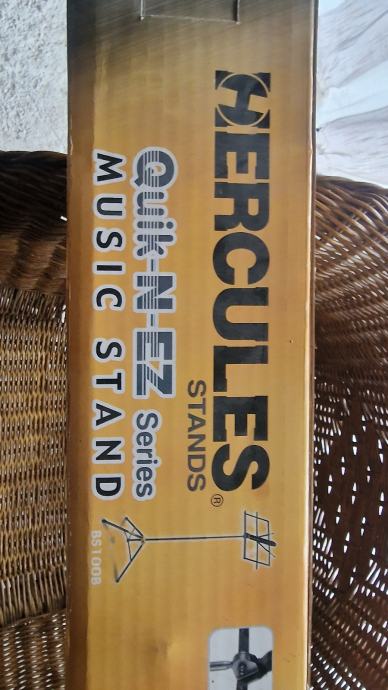 HERCULES®
STANDS
Quik-N-EZ Series
MUSIC STAND
BS100B